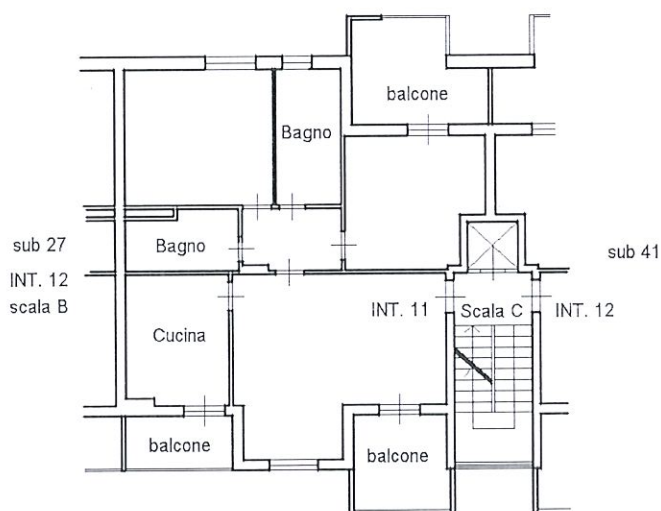 balcone
Bagno
Bagno
sub 27
sub 41
INT. 12
scala B
INT. 11
Scala C
INT. 12
Cucina
balcone
balcone